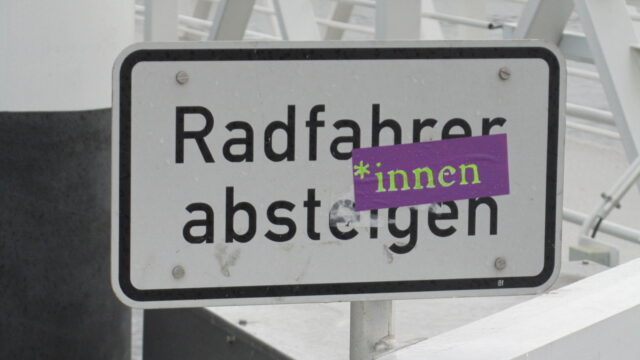 Radfahrer
*innen
absteigen